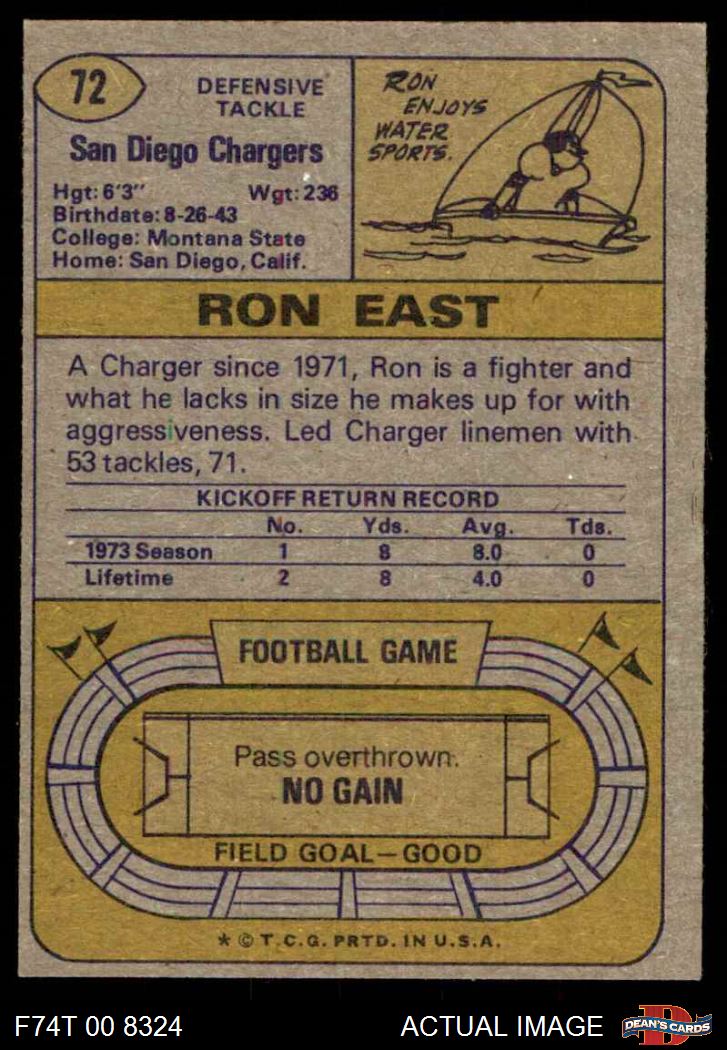 72
DEFENSIVE
TACKLE
San Diego Chargers
Hgt: 6'3" Wgt: 236
Birthdate: 8-26-43
College: Montana State
Home: San Diego, Calif.
RON
ENJOYS
WATER
SPORTS.
RON EAST
A Charger since 1971, Ron is a fighter and
what he lacks in size he makes up for with
aggressiveness. Led Charger linemen with
53 tackles, 71.
KICKOFF RETURN RECORD
No. Yds. Avg. Tds.
1973 Season 1 8 8.0 0
Lifetime 2 8 4.0 0
FOOTBALL GAME
Pass overthrown.
NO GAIN
FIELD GOAL—GOOD
* © T.C.G. PRTD. IN U.S.A.
F74T 00 8324 ACTUAL IMAGE
D
DEAN'S CARDS